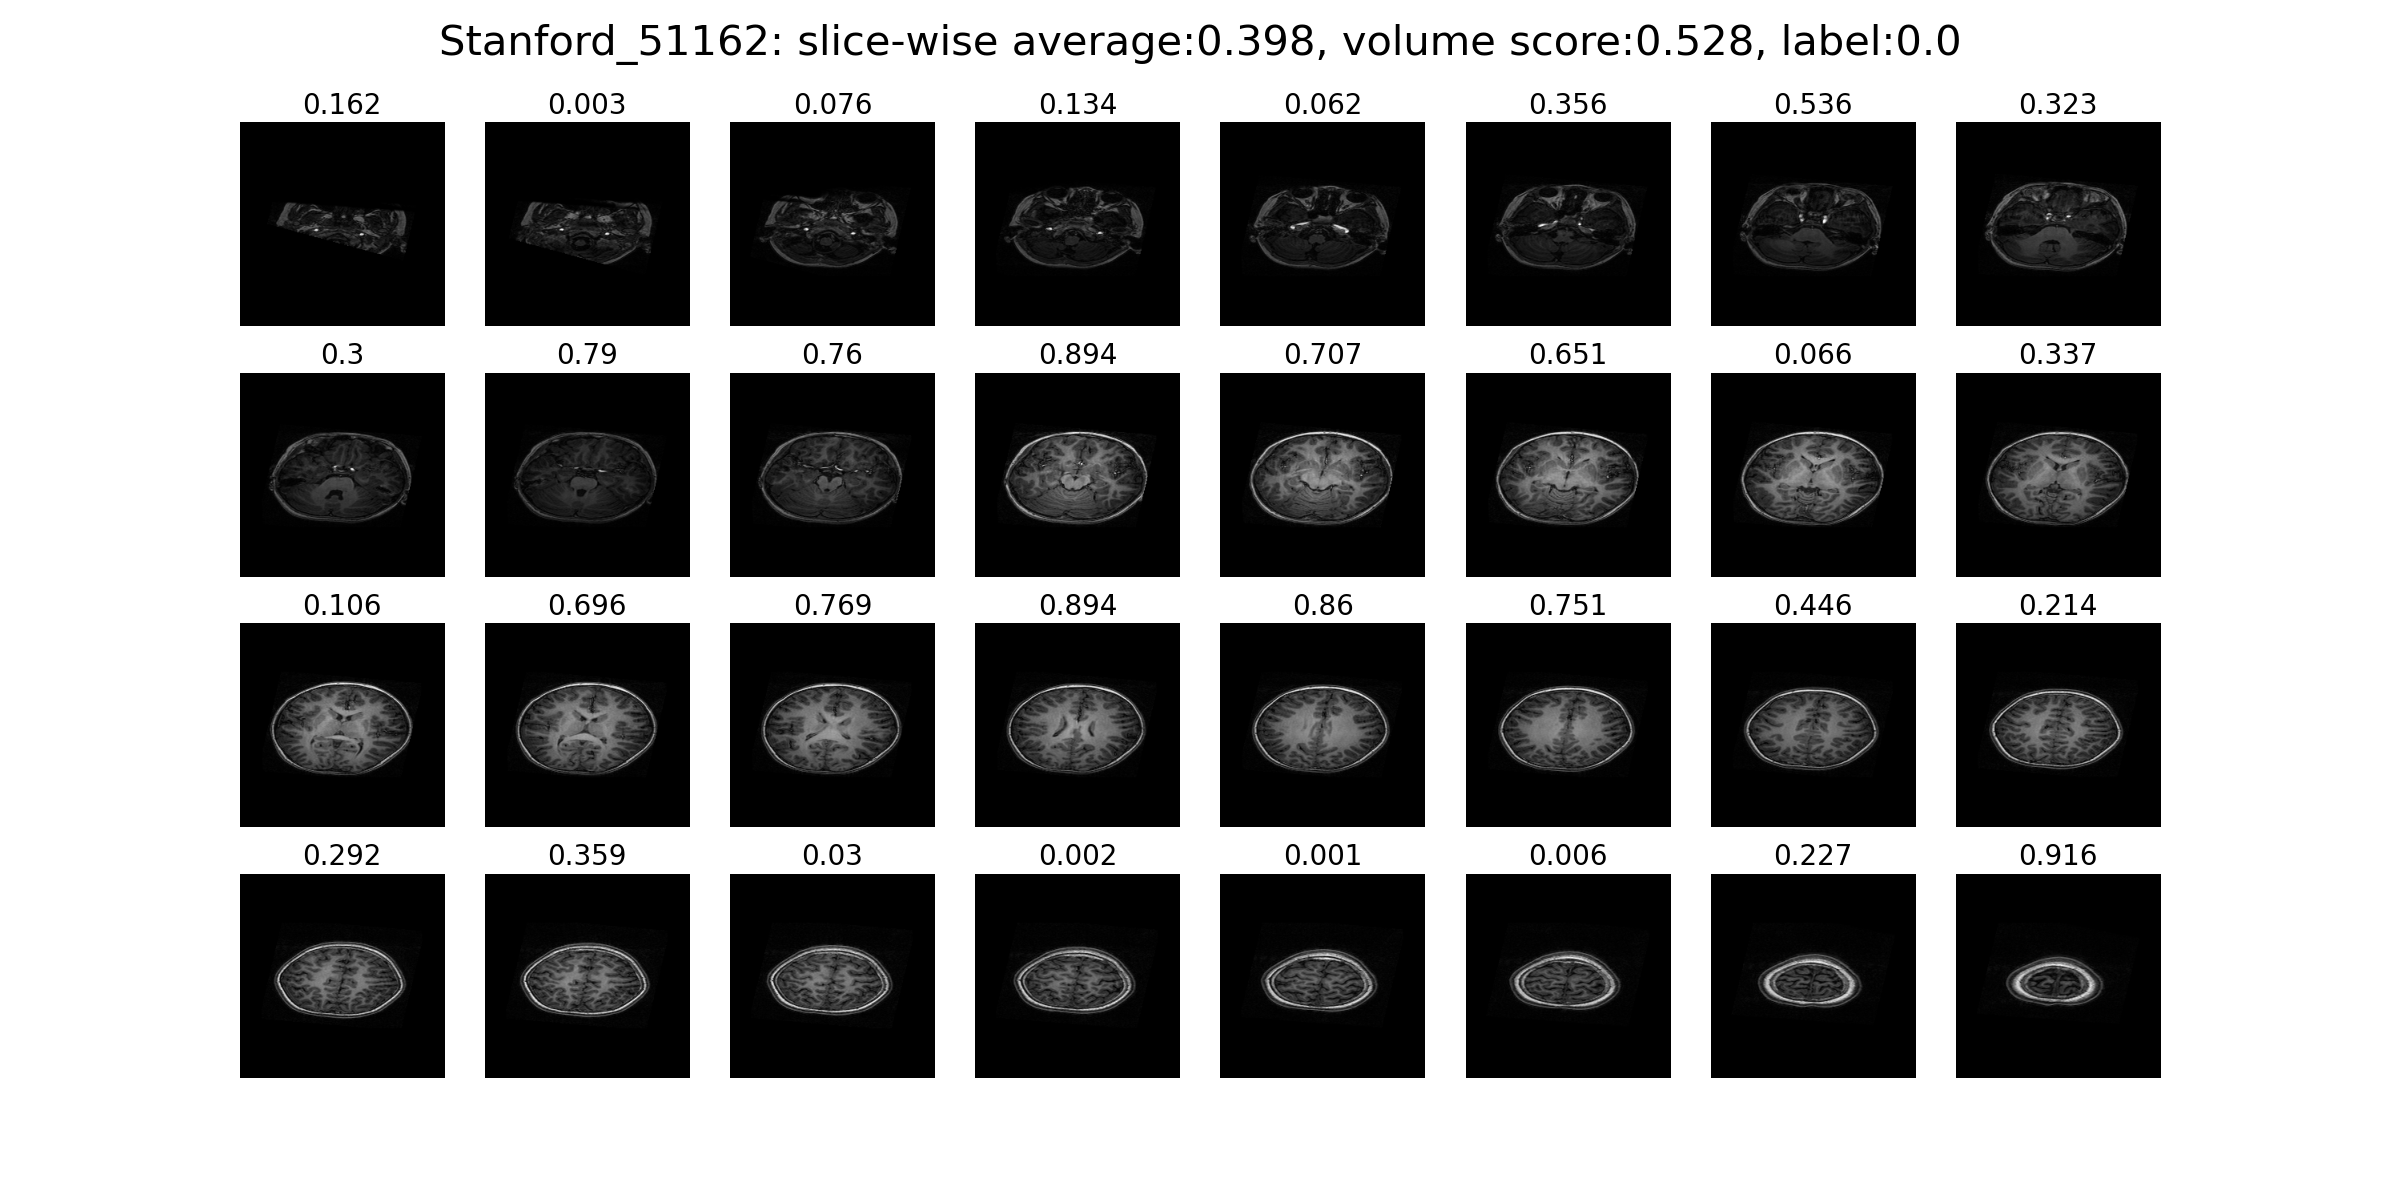 Stanford_51162: slice-wise average:0.398, volume score:0.528, label:0.0
0.162 0.003 0.076 0.134 0.062 0.356 0.536 0.323
0.3 0.79 0.76 0.894 0.707 0.651 0.066 0.337
0.106 0.696 0.769 0.894 0.86 0.751 0.446 0.214
0.292 0.359 0.03 0.002 0.001 0.006 0.227 0.916